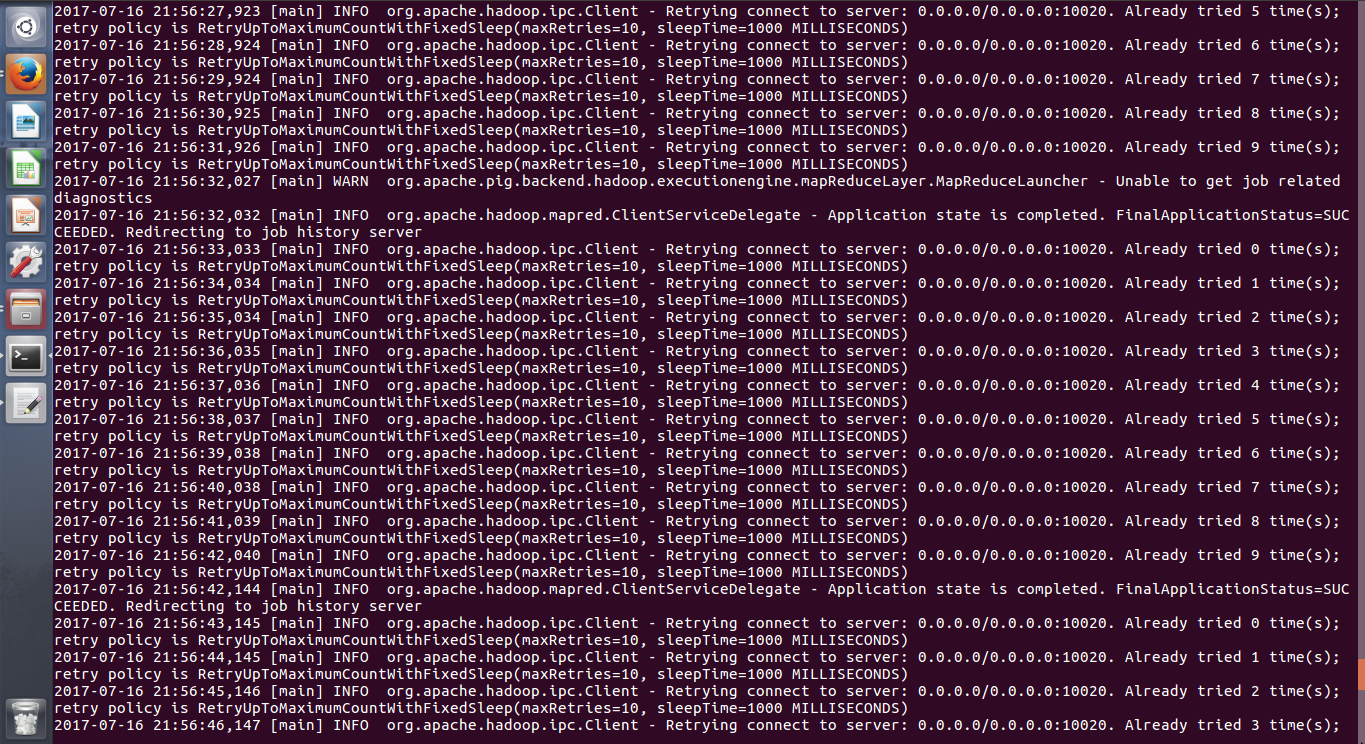 2017-07-16 21:56:27,923 [main] INFO  org.apache.hadoop.ipc.Client - Retrying connect to server: 0.0.0.0/0.0.0.0:10020. Already tried 5 time(s);
retry policy is RetryUpToMaximumCountWithFixedSleep(maxRetries=10, sleepTime=1000 MILLISECONDS)
2017-07-16 21:56:28,924 [main] INFO  org.apache.hadoop.ipc.Client - Retrying connect to server: 0.0.0.0/0.0.0.0:10020. Already tried 6 time(s);
retry policy is RetryUpToMaximumCountWithFixedSleep(maxRetries=10, sleepTime=1000 MILLISECONDS)
2017-07-16 21:56:29,924 [main] INFO  org.apache.hadoop.ipc.Client - Retrying connect to server: 0.0.0.0/0.0.0.0:10020. Already tried 7 time(s);
retry policy is RetryUpToMaximumCountWithFixedSleep(maxRetries=10, sleepTime=1000 MILLISECONDS)
2017-07-16 21:56:30,925 [main] INFO  org.apache.hadoop.ipc.Client - Retrying connect to server: 0.0.0.0/0.0.0.0:10020. Already tried 8 time(s);
retry policy is RetryUpToMaximumCountWithFixedSleep(maxRetries=10, sleepTime=1000 MILLISECONDS)
2017-07-16 21:56:31,926 [main] INFO  org.apache.hadoop.ipc.Client - Retrying connect to server: 0.0.0.0/0.0.0.0:10020. Already tried 9 time(s);
retry policy is RetryUpToMaximumCountWithFixedSleep(maxRetries=10, sleepTime=1000 MILLISECONDS)
2017-07-16 21:56:32,027 [main] WARN  org.apache.pig.backend.hadoop.executionengine.mapReduceLayer.MapReduceLauncher - Unable to get job related
diagnostics
2017-07-16 21:56:32,032 [main] INFO  org.apache.hadoop.mapred.ClientServiceDelegate - Application state is completed. FinalApplicationStatus=SUC
CEEDED. Redirecting to job history server
2017-07-16 21:56:33,033 [main] INFO  org.apache.hadoop.ipc.Client - Retrying connect to server: 0.0.0.0/0.0.0.0:10020. Already tried 0 time(s);
retry policy is RetryUpToMaximumCountWithFixedSleep(maxRetries=10, sleepTime=1000 MILLISECONDS)
2017-07-16 21:56:34,034 [main] INFO  org.apache.hadoop.ipc.Client - Retrying connect to server: 0.0.0.0/0.0.0.0:10020. Already tried 1 time(s);
retry policy is RetryUpToMaximumCountWithFixedSleep(maxRetries=10, sleepTime=1000 MILLISECONDS)
2017-07-16 21:56:35,034 [main] INFO  org.apache.hadoop.ipc.Client - Retrying connect to server: 0.0.0.0/0.0.0.0:10020. Already tried 2 time(s);
retry policy is RetryUpToMaximumCountWithFixedSleep(maxRetries=10, sleepTime=1000 MILLISECONDS)
2017-07-16 21:56:36,035 [main] INFO  org.apache.hadoop.ipc.Client - Retrying connect to server: 0.0.0.0/0.0.0.0:10020. Already tried 3 time(s);
retry policy is RetryUpToMaximumCountWithFixedSleep(maxRetries=10, sleepTime=1000 MILLISECONDS)
2017-07-16 21:56:37,036 [main] INFO  org.apache.hadoop.ipc.Client - Retrying connect to server: 0.0.0.0/0.0.0.0:10020. Already tried 4 time(s);
retry policy is RetryUpToMaximumCountWithFixedSleep(maxRetries=10, sleepTime=1000 MILLISECONDS)
2017-07-16 21:56:38,037 [main] INFO  org.apache.hadoop.ipc.Client - Retrying connect to server: 0.0.0.0/0.0.0.0:10020. Already tried 5 time(s);
retry policy is RetryUpToMaximumCountWithFixedSleep(maxRetries=10, sleepTime=1000 MILLISECONDS)
2017-07-16 21:56:39,038 [main] INFO  org.apache.hadoop.ipc.Client - Retrying connect to server: 0.0.0.0/0.0.0.0:10020. Already tried 6 time(s);
retry policy is RetryUpToMaximumCountWithFixedSleep(maxRetries=10, sleepTime=1000 MILLISECONDS)
2017-07-16 21:56:40,038 [main] INFO  org.apache.hadoop.ipc.Client - Retrying connect to server: 0.0.0.0/0.0.0.0:10020. Already tried 7 time(s);
retry policy is RetryUpToMaximumCountWithFixedSleep(maxRetries=10, sleepTime=1000 MILLISECONDS)
2017-07-16 21:56:41,039 [main] INFO  org.apache.hadoop.ipc.Client - Retrying connect to server: 0.0.0.0/0.0.0.0:10020. Already tried 8 time(s);
retry policy is RetryUpToMaximumCountWithFixedSleep(maxRetries=10, sleepTime=1000 MILLISECONDS)
2017-07-16 21:56:42,040 [main] INFO  org.apache.hadoop.ipc.Client - Retrying connect to server: 0.0.0.0/0.0.0.0:10020. Already tried 9 time(s);
retry policy is RetryUpToMaximumCountWithFixedSleep(maxRetries=10, sleepTime=1000 MILLISECONDS)
2017-07-16 21:56:42,144 [main] INFO  org.apache.hadoop.mapred.ClientServiceDelegate - Application state is completed. FinalApplicationStatus=SUC
CEEDED. Redirecting to job history server
2017-07-16 21:56:43,145 [main] INFO  org.apache.hadoop.ipc.Client - Retrying connect to server: 0.0.0.0/0.0.0.0:10020. Already tried 0 time(s);
retry policy is RetryUpToMaximumCountWithFixedSleep(maxRetries=10, sleepTime=1000 MILLISECONDS)
2017-07-16 21:56:44,145 [main] INFO  org.apache.hadoop.ipc.Client - Retrying connect to server: 0.0.0.0/0.0.0.0:10020. Already tried 1 time(s);
retry policy is RetryUpToMaximumCountWithFixedSleep(maxRetries=10, sleepTime=1000 MILLISECONDS)
2017-07-16 21:56:45,146 [main] INFO  org.apache.hadoop.ipc.Client - Retrying connect to server: 0.0.0.0/0.0.0.0:10020. Already tried 2 time(s);
retry policy is RetryUpToMaximumCountWithFixedSleep(maxRetries=10, sleepTime=1000 MILLISECONDS)
2017-07-16 21:56:46,147 [main] INFO  org.apache.hadoop.ipc.Client - Retrying connect to server: 0.0.0.0/0.0.0.0:10020. Already tried 3 time(s);